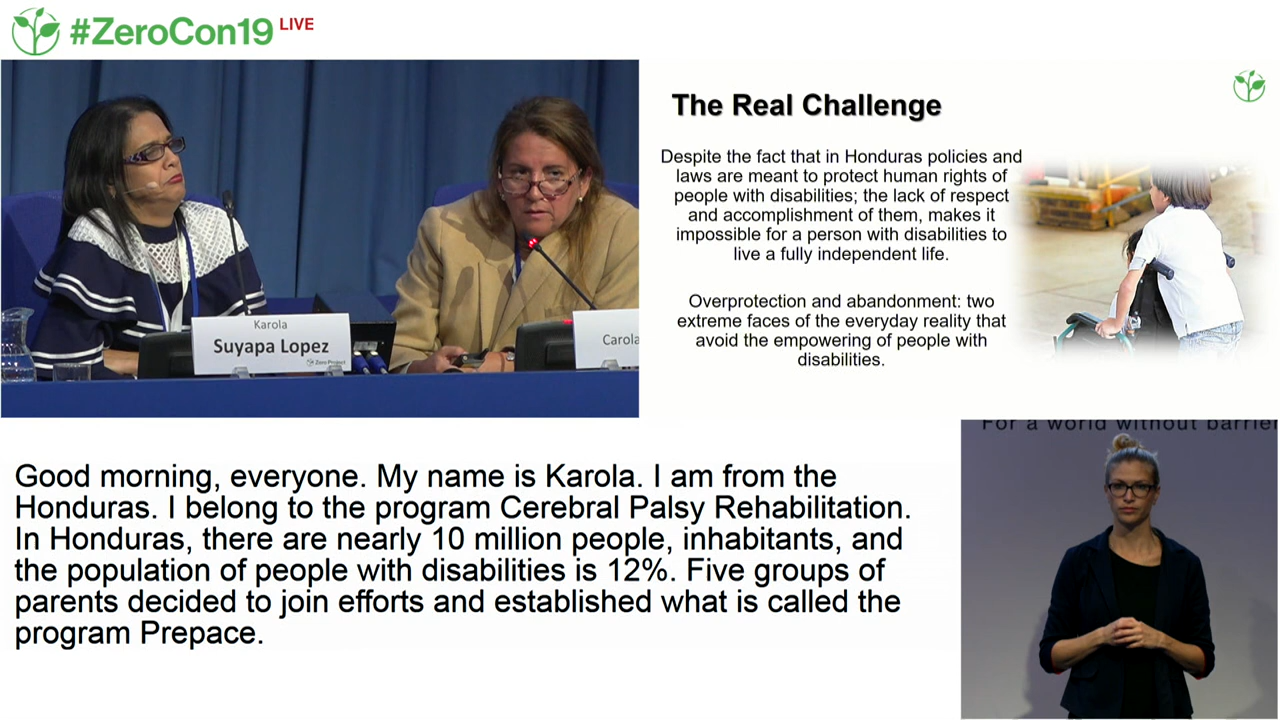 #ZeroCon19 LIVE
The Real Challenge
Despite the fact that in Honduras policies and
laws are meant to protect human rights of
people with disabilities; the lack of respect
and accomplishment of them, makes it
impossible for a person with disabilities to
live a fully independent life.
Overprotection and abandonment: two
extreme faces of the everyday reality that
avoid the empowering of people with
disabilities.
Karola
Suyapa Lopez
Zero Project
Carola
For a world without barrier
Good morning, everyone. My name is Karola. I am from the
Honduras. I belong to the program Cerebral Palsy Rehabilitation.
In Honduras, there are nearly 10 million people, inhabitants, and
the population of people with disabilities is 12%. Five groups of
parents decided to join efforts and established what is called the
program Prepace.